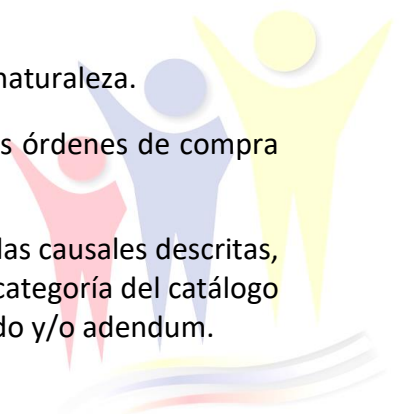 naturaleza.
s órdenes de compra
las causales descritas,
categoría del catálogo
do y/o adendum.